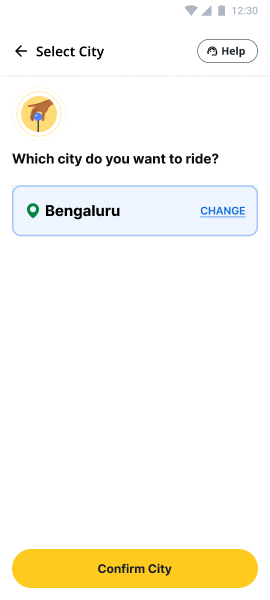 12:30
Select City
Help
Which city do you want to ride?
Bengaluru
CHANGE
Confirm City